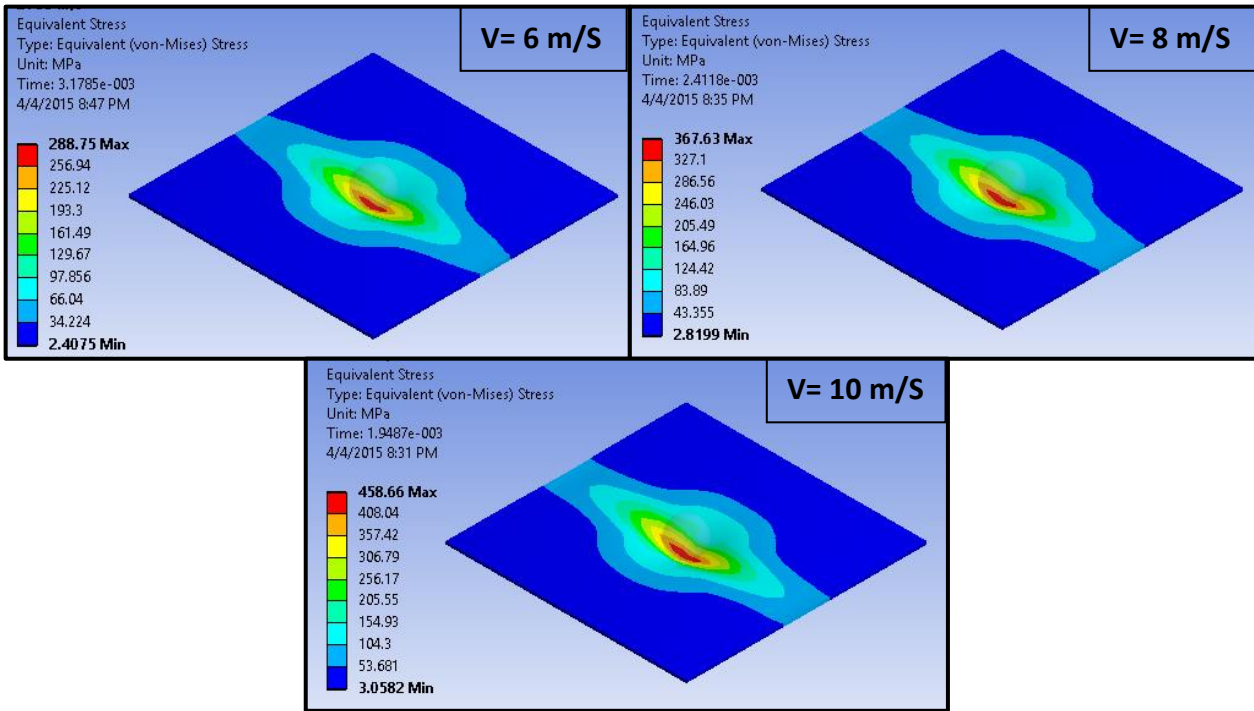 Equivalent Stress
Type: Equivalent (von-Mises) Stress
Unit: MPa
Time: 3.1785e-003
4/4/2015 8:47 PM
V= 6 m/S
288.75 Max
256.94
225.12
193.3
161.49
129.67
97.856
66.04
34.224
2.4075 Min
Equivalent Stress
Type: Equivalent (von-Mises) Stress
Unit: MPa
Time: 2.4118e-003
4/4/2015 8:35 PM
V= 8 m/S
367.63 Max
327.1
286.56
246.03
205.49
164.96
124.42
83.89
43.355
2.8199 Min
Equivalent Stress
Type: Equivalent (von-Mises) Stress
Unit: MPa
Time: 1.9487e-003
4/4/2015 8:31 PM
V= 10 m/S
458.66 Max
408.04
357.42
306.79
256.17
205.55
154.93
104.3
53.681
3.0582 Min